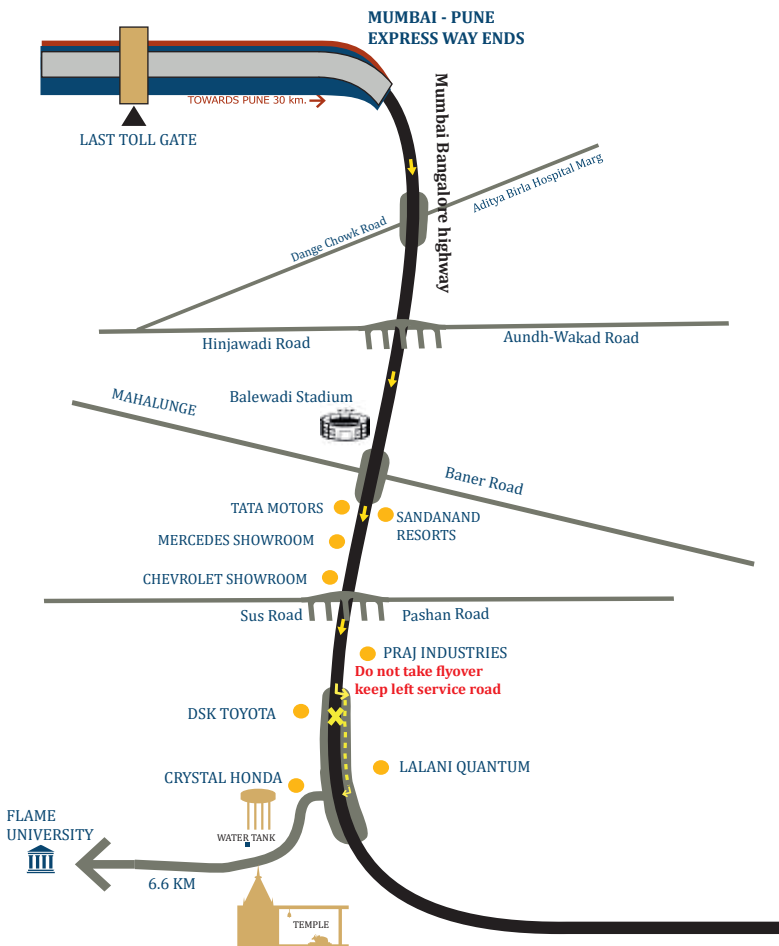 MUMBAI - PUNE
EXPRESS WAY ENDS
TOWARDS PUNE 30 km.
LAST TOLL GATE
Mumbai Bangalore highway
Aditya Birla Hospital Marg
Dange Chowk Road
Hinjawadi Road
Aundh-Wakad Road
Balewadi Stadium
MAHALUNGE
Baner Road
TATA MOTORS
SANDANAND
RESORTS
MERCEDES SHOWROOM
CHEVROLET SHOWROOM
Sus Road
Pashan Road
PRAJ INDUSTRIES
Do not take flyover
keep left service road
DSK TOYOTA
LALANI QUANTUM
CRYSTAL HONDA
FLAME
UNIVERSITY
WATER TANK
6.6 KM
TEMPLE